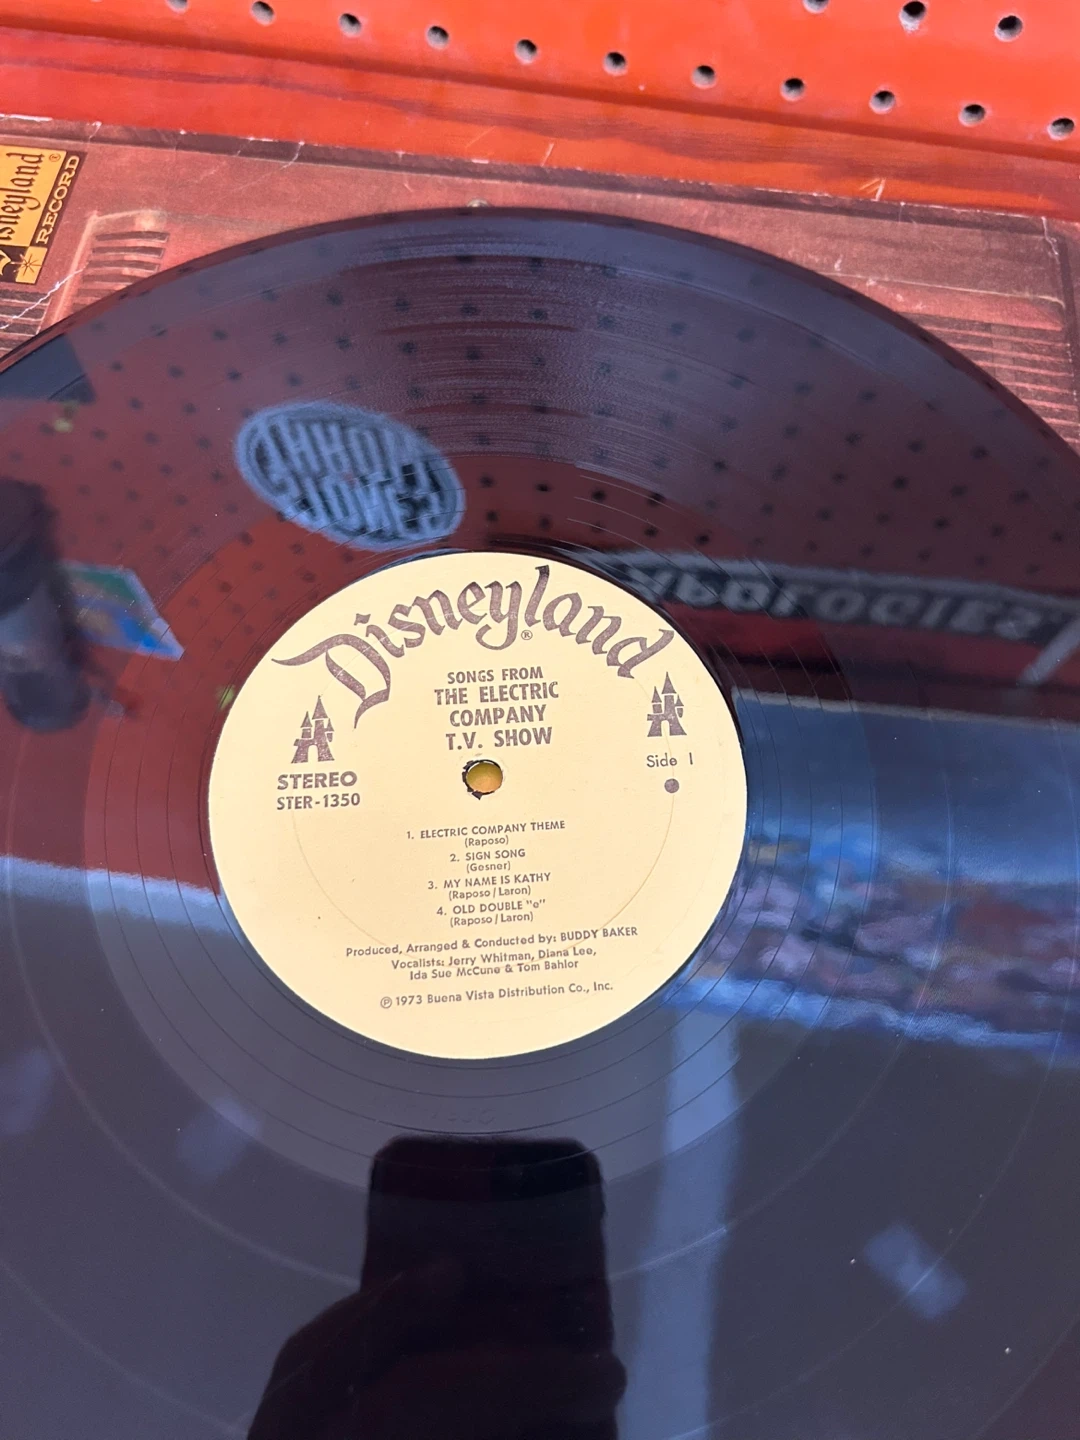 Disneyland®
RECORD
Disneyland®
SONGS FROM
THE ELECTRIC
COMPANY
T.V. SHOW
STEREO
STER-1350
Side 1
1. ELECTRIC COMPANY THEME
(Raposo)
2. SIGN SONG
(Gesner)
3. MY NAME IS KATHY
(Raposo/Laron)
4. OLD DOUBLE "e"
(Raposo/Laron)
Produced, Arranged & Conducted by: BUDDY BAKER
Vocalists: Jerry Whitman, Diana Lee,
Ida Sue McCune & Tom Bahlor
Ⓟ 1973 Buena Vista Distribution Co., Inc.